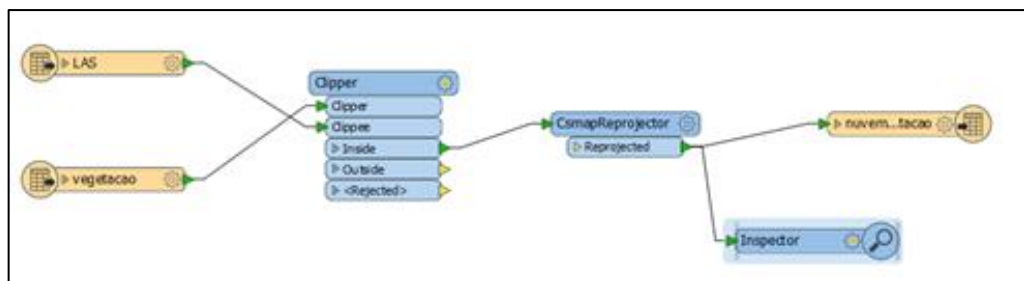 LAS
vegetacao
Clipper
Clipper
Clippee
Inside
Outside
<Rejected>
CsmapReprojector
Reprojected
nuvem...tacao
Inspector